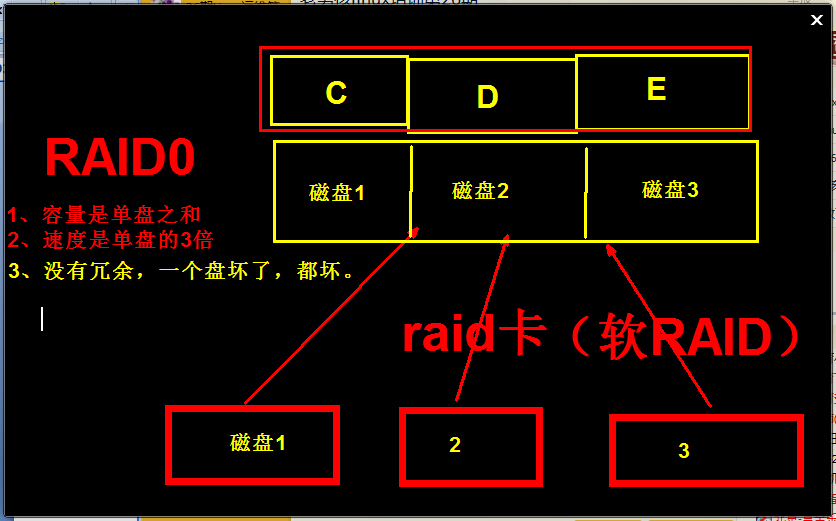 C
D
E
RAID0
磁盘1
磁盘2
磁盘3
1、容量是单盘之和
2、速度是单盘的3倍
3、没有冗余，一个盘坏了，都坏。
raid卡（软RAID）
磁盘1
2
3